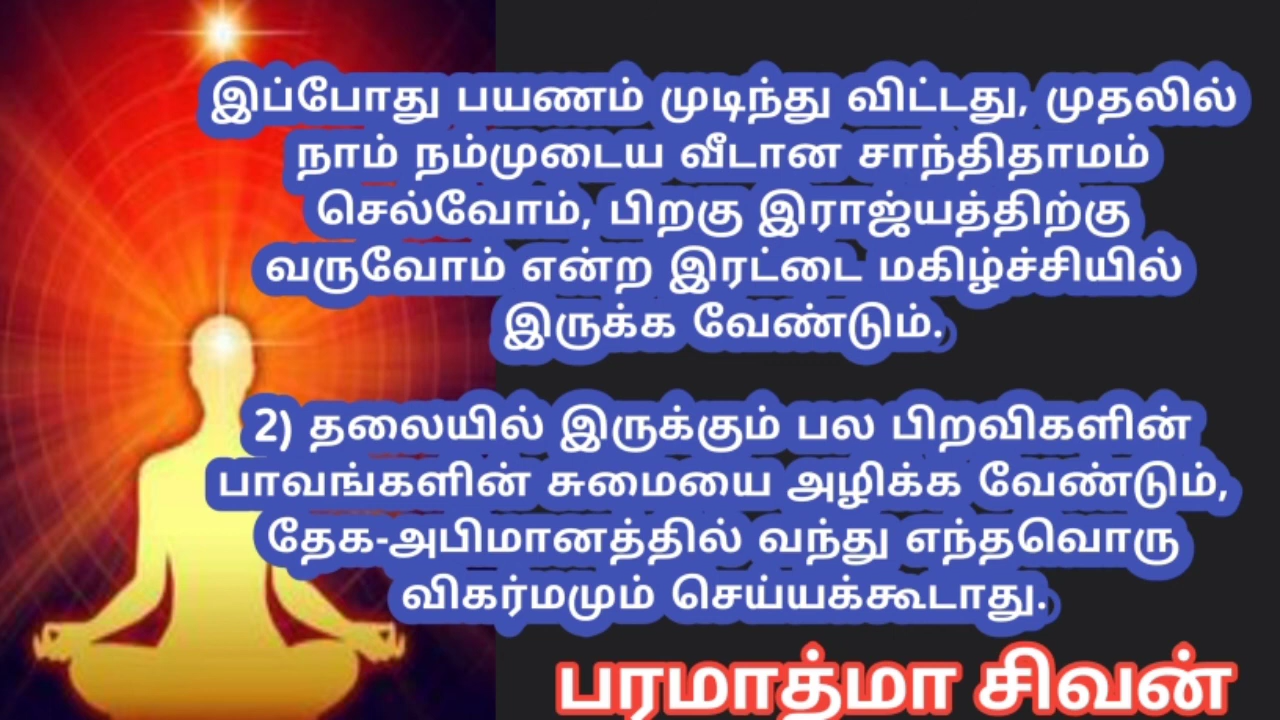 இப்போது பயணம் முடிந்து விட்டது, முதலில்
நாம் நம்முடைய வீடான சாந்திதாமம்
செல்வோம், பிறகு இராஜ்யத்திற்கு
வருவோம் என்ற இரட்டை மகிழ்ச்சியில்
இருக்க வேண்டும்.
2) தலையில் இருக்கும் பல பிறவிகளின்
பாவங்களின் சுமையை அழிக்க வேண்டும்,
தேக-அபிமானத்தில் வந்து எந்தவொரு
விகர்மமும் செய்யக்கூடாது.
பரமாத்மா சிவன்